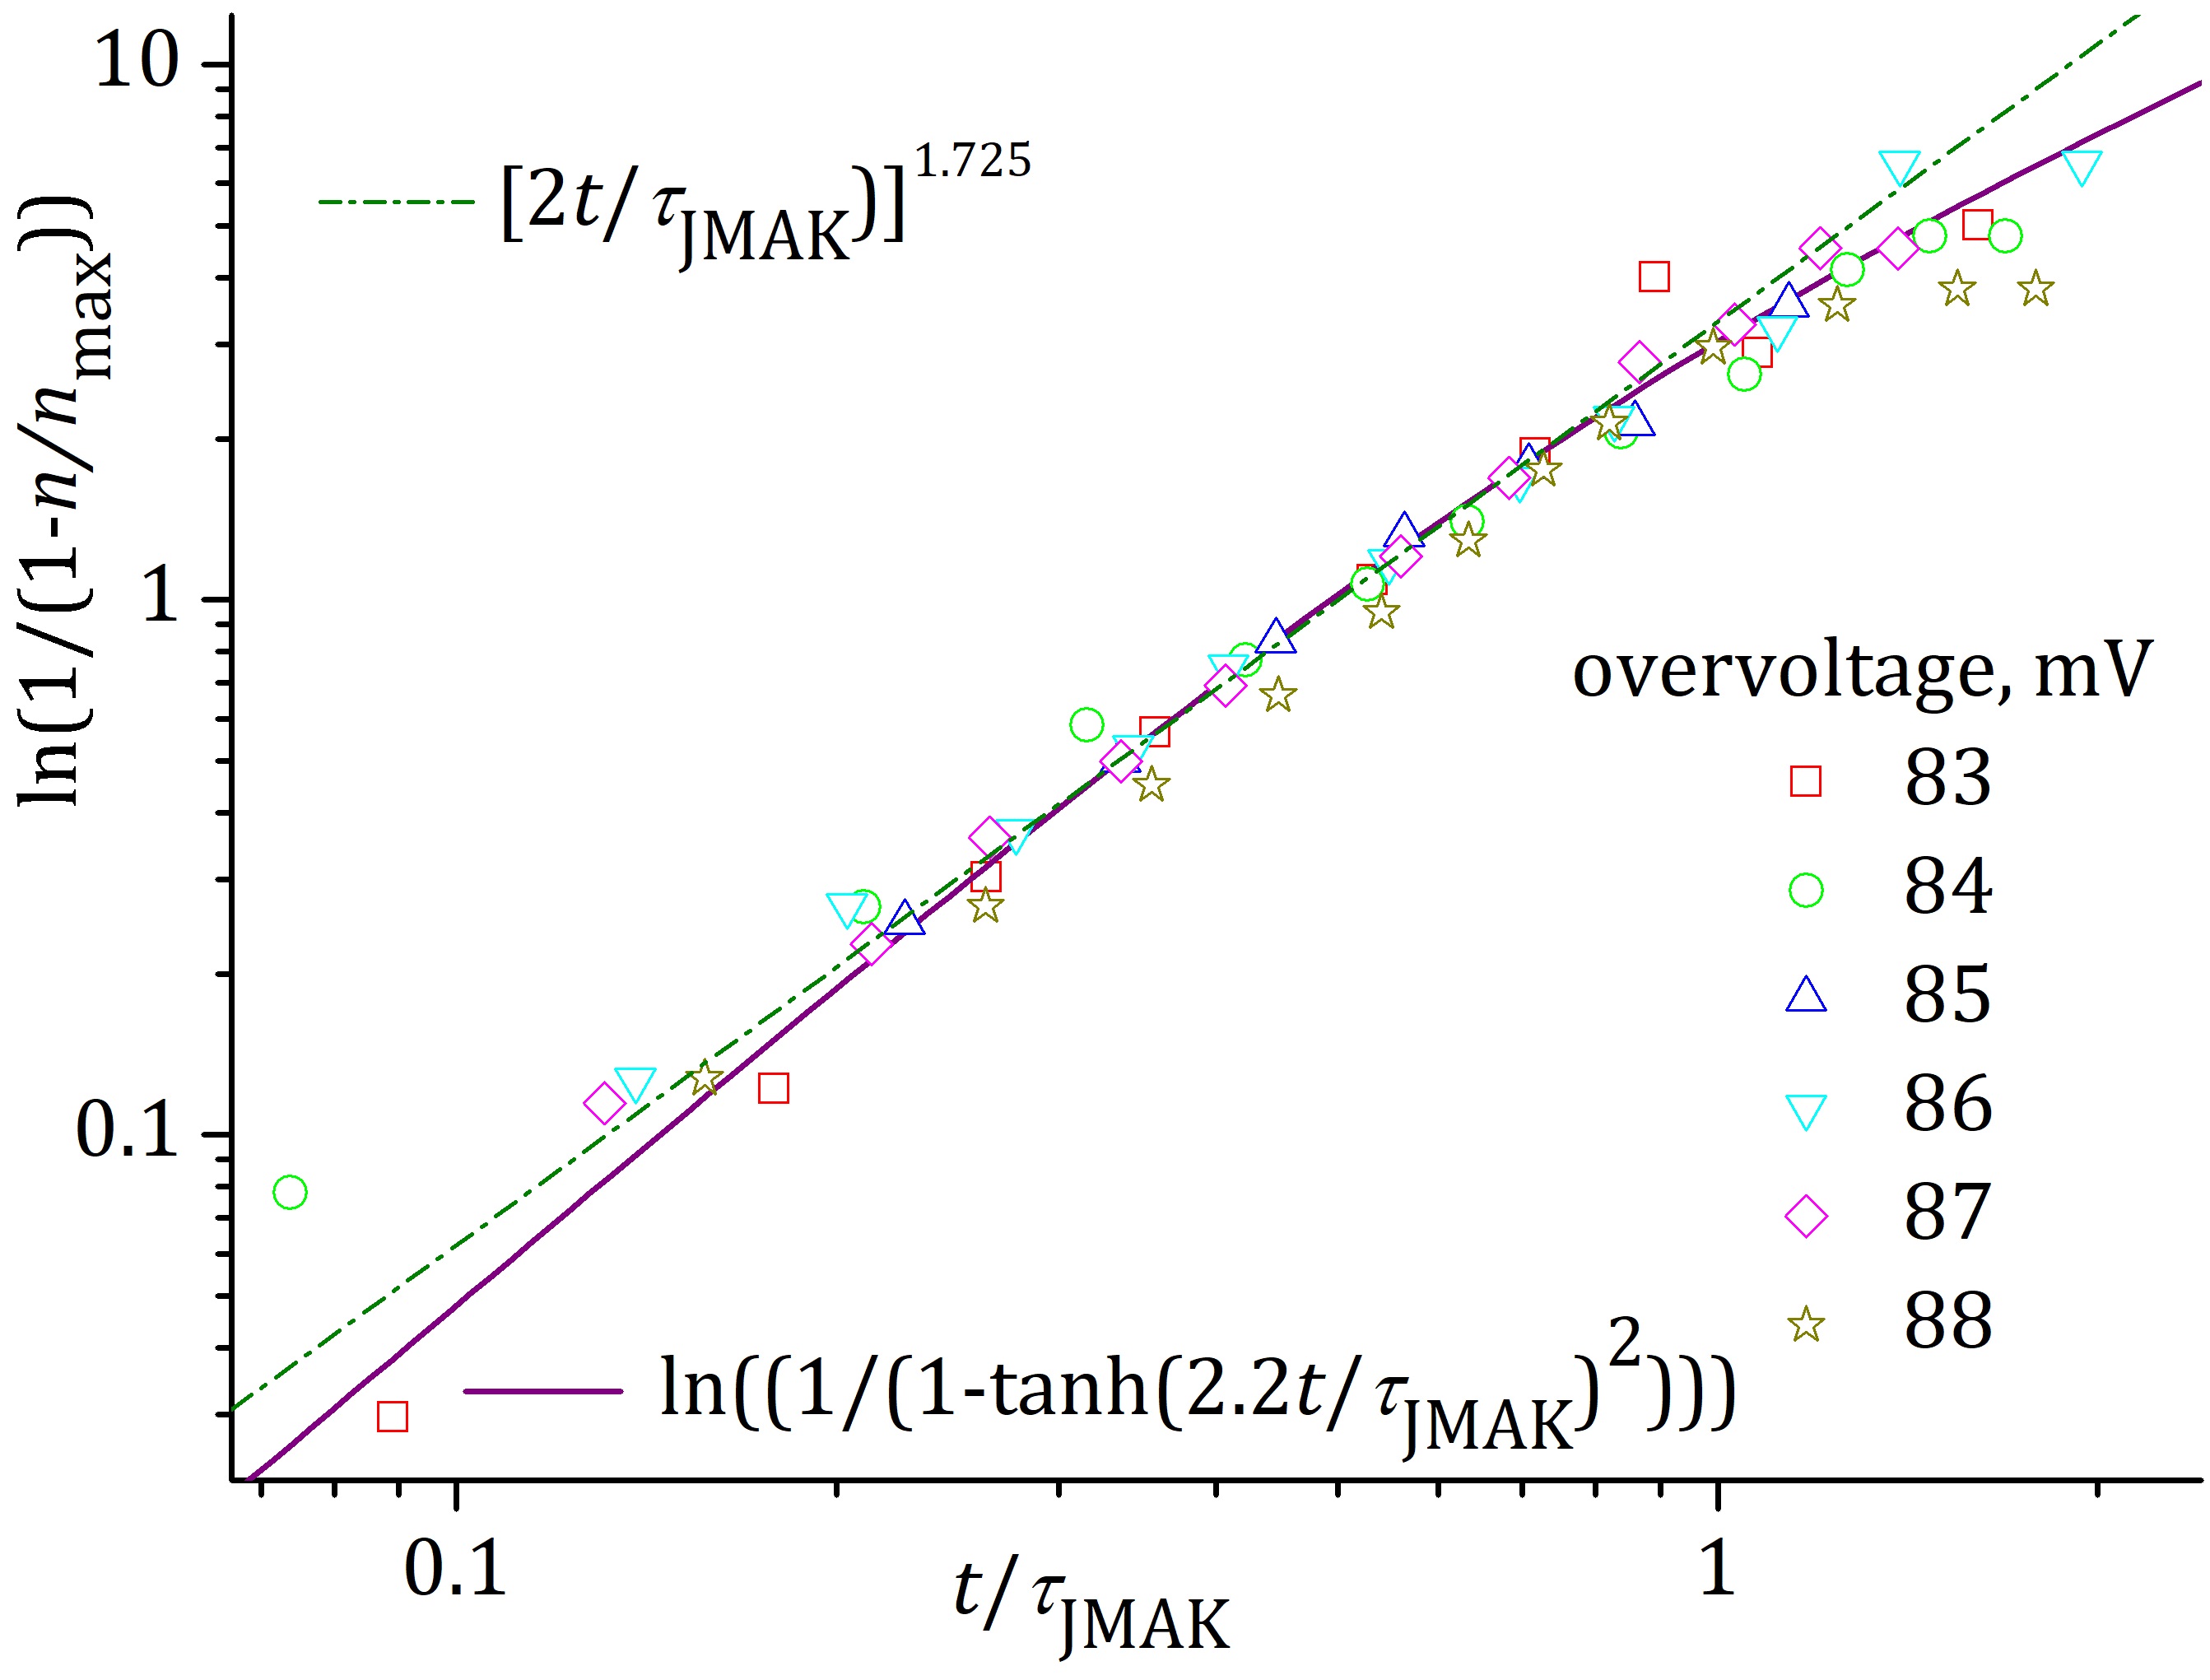 10
[2t/τJMAK)]1.725
ln(1/(1-n/nmax))
1
overvoltage, mV
83
84
85
0.1
86
87
88
ln((1/(1-tanh(2.2t/τJMAK)2)))
0.1
1
t/τJMAK